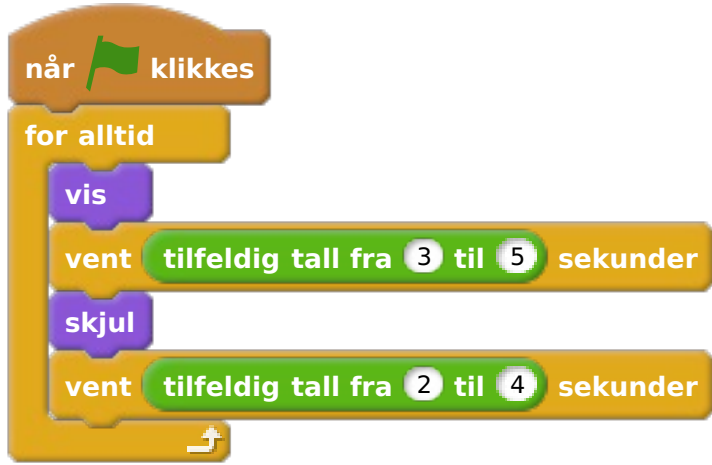 når klikkes
for alltid
vis
vent tilfeldig tall fra 3 til 5 sekunder
skjul
vent tilfeldig tall fra 2 til 4 sekunder